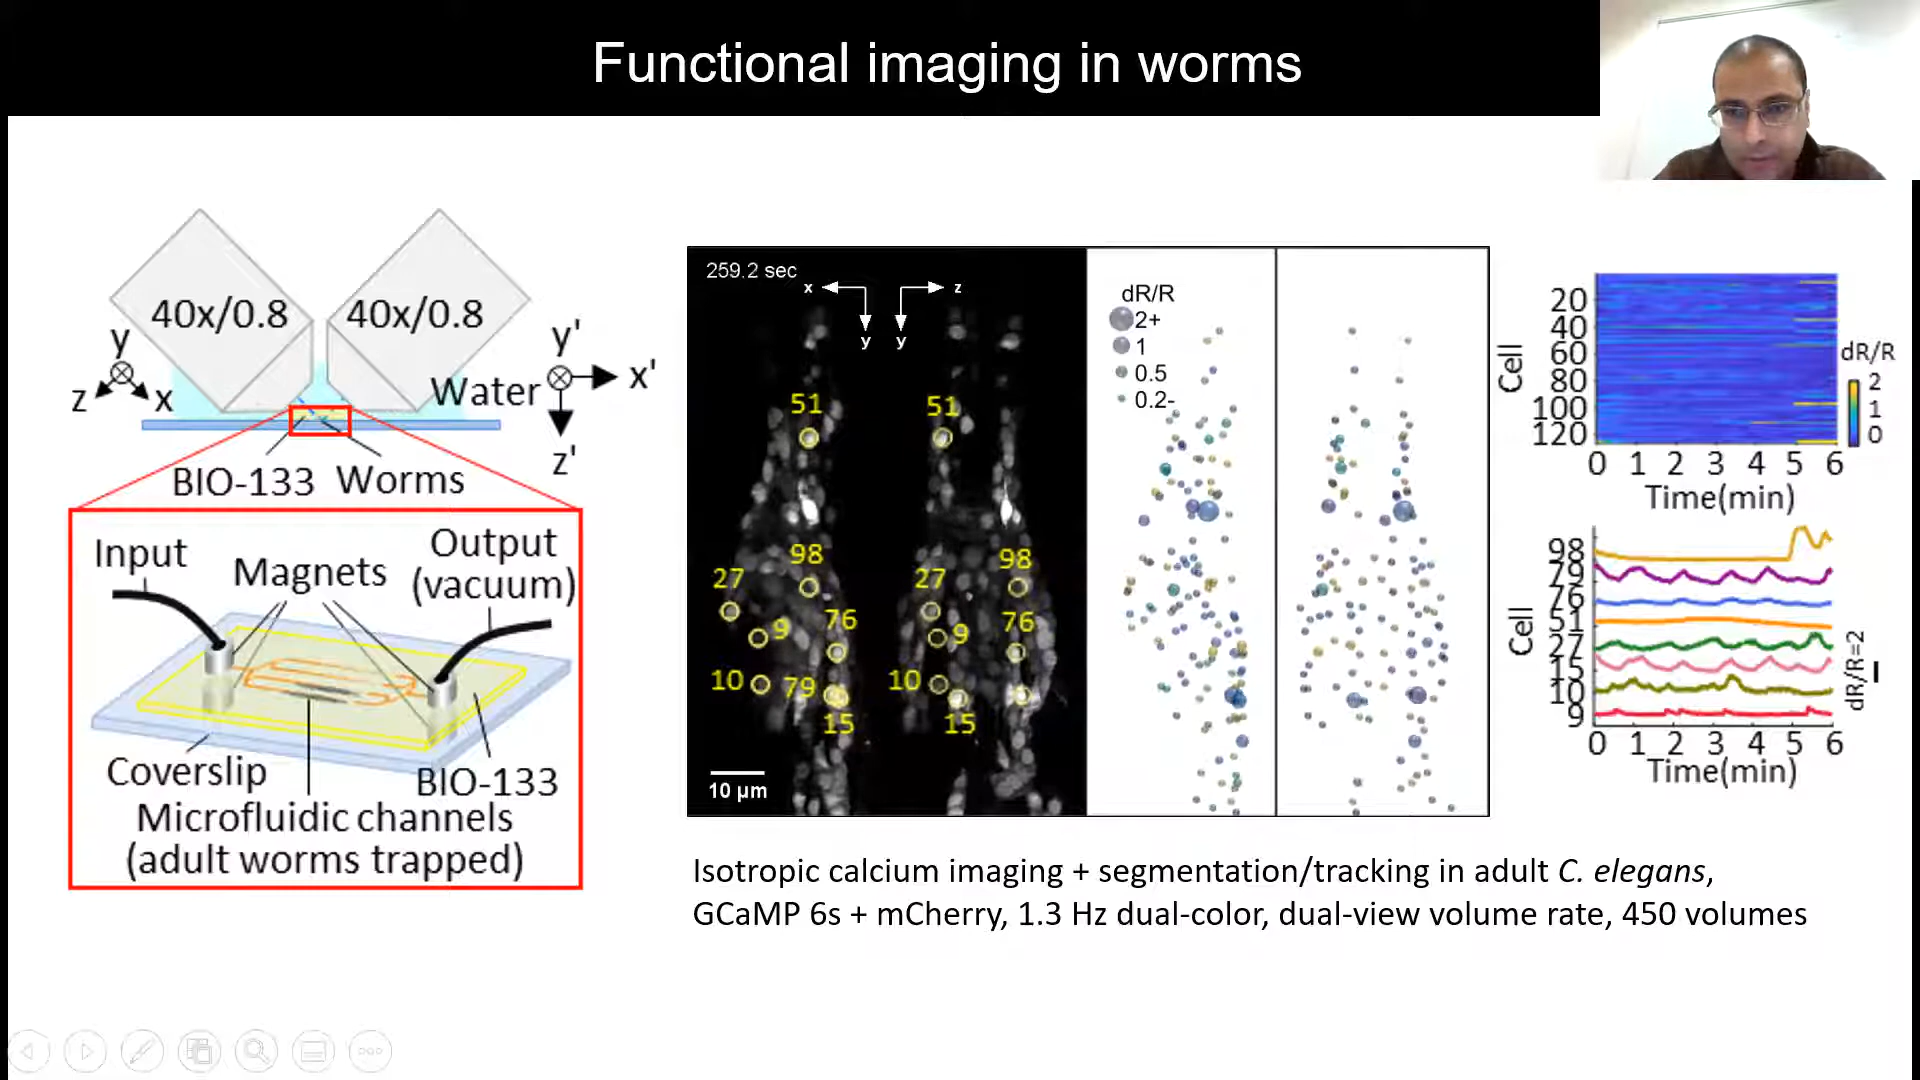 Functional imaging in worms
40x/0.8
40x/0.8
y
z
x
Water
y'
x'
z'
BIO-133
Worms
Input
Magnets
Output
(vacuum)
Coverslip
BIO-133
Microfluidic channels
(adult worms trapped)
259.2 sec
x
z
y
y
51
51
98
98
27
27
76
76
9
9
10
79
10
15
15
10 µm
dR/R
2+
1
0.5
0.2-
Cell
20
40
60
80
100
120
0 1 2 3 4 5 6
Time(min)
dR/R
2
1
0
Cell
98
79
76
51
27
15
10
9
0 1 2 3 4 5 6
Time(min)
dR/R=2
Isotropic calcium imaging + segmentation/tracking in adult C. elegans,
GCaMP 6s + mCherry, 1.3 Hz dual-color, dual-view volume rate, 450 volumes